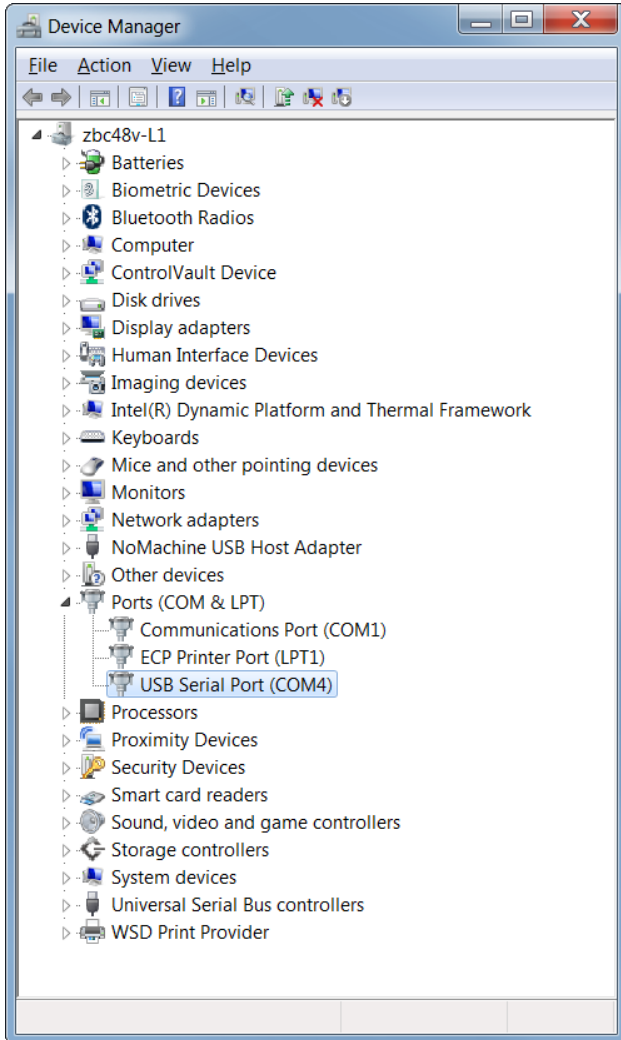 Device Manager
File Action View Help
zbc48v-L1
Batteries
Biometric Devices
Bluetooth Radios
Computer
ControlVault Device
Disk drives
Display adapters
Human Interface Devices
Imaging devices
Intel(R) Dynamic Platform and Thermal Framework
Keyboards
Mice and other pointing devices
Monitors
Network adapters
NoMachine USB Host Adapter
Other devices
Ports (COM & LPT)
Communications Port (COM1)
ECP Printer Port (LPT1)
USB Serial Port (COM4)
Processors
Proximity Devices
Security Devices
Smart card readers
Sound, video and game controllers
Storage controllers
System devices
Universal Serial Bus controllers
WSD Print Provider